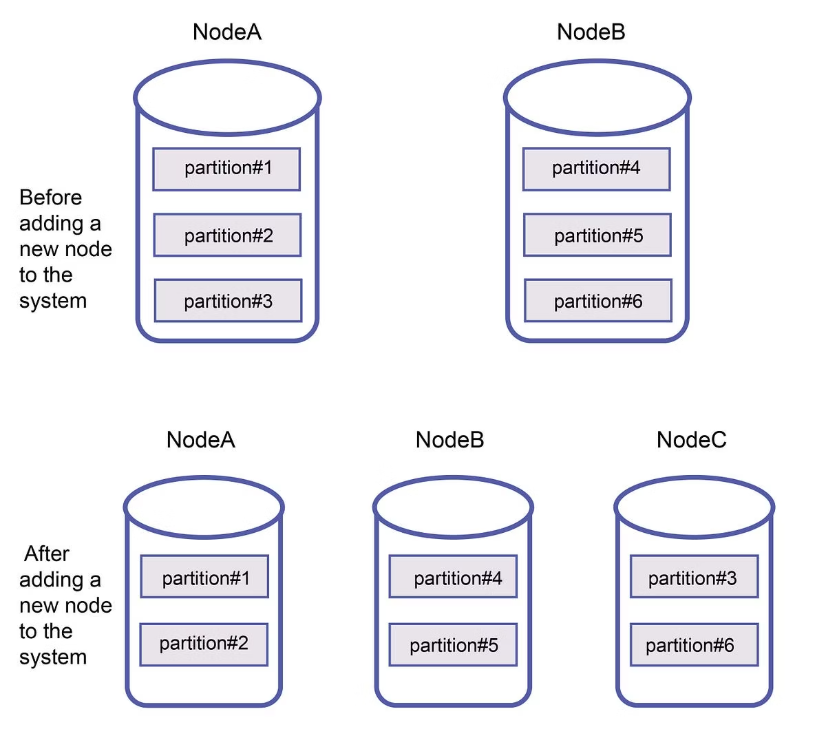 NodeA
NodeB
Before
adding a
new node
to the
system
partition#1
partition#2
partition#3
partition#4
partition#5
partition#6
NodeA
NodeB
NodeC
After
adding a
new node
to the
system
partition#1
partition#2
partition#4
partition#5
partition#3
partition#6